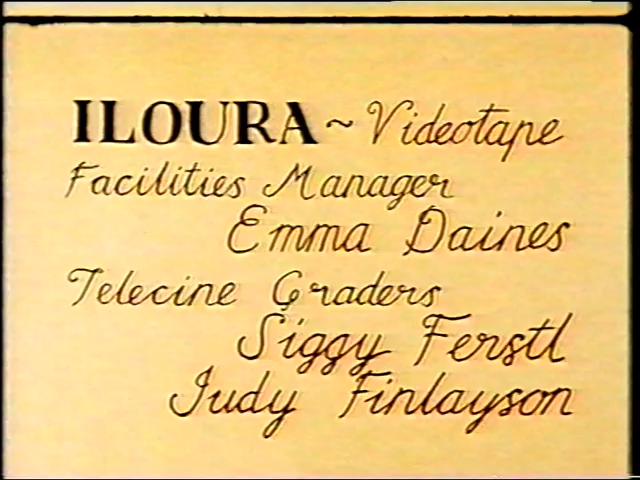 ILOURA ~ Videotape
Facilities Manager
Emma Daines
Telecine Graders
Siggy Ferstl
Judy Finlayson